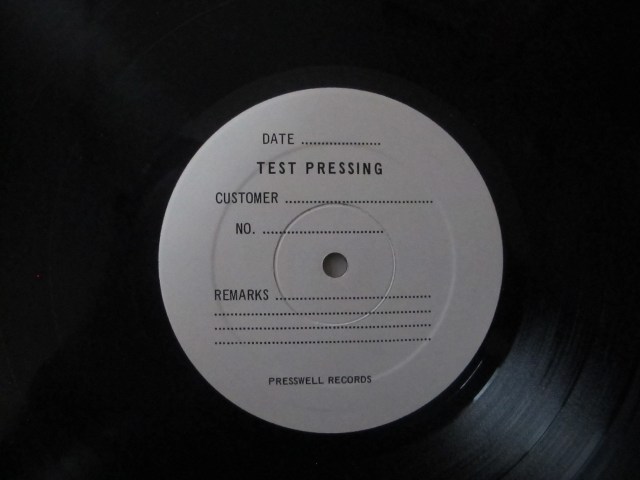 DATE .....................
TEST PRESSING
CUSTOMER .......................................
NO. ................................
REMARKS .........................................
.........................................................
.........................................................
.........................................................
PRESSWELL RECORDS